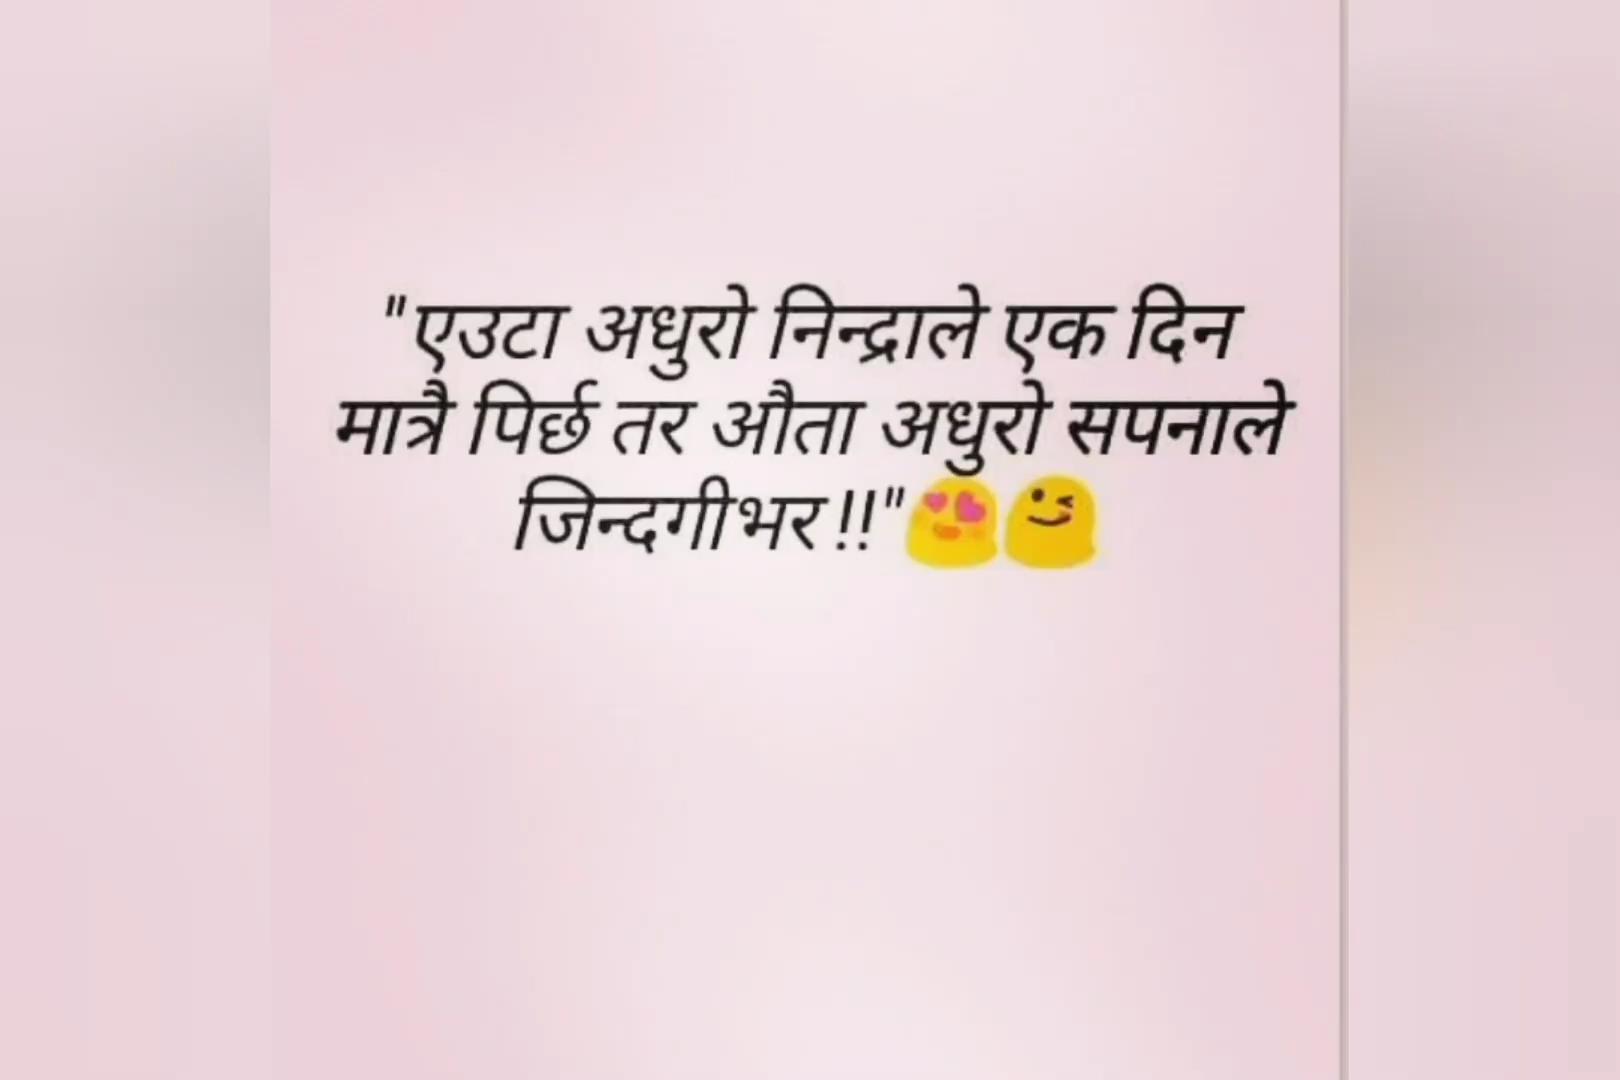 "एउटा अधुरो निन्द्राले एक दिन
मात्रै पिर्छ तर औता अधुरो सपनाले
जिन्दगीभर!!"😍😜